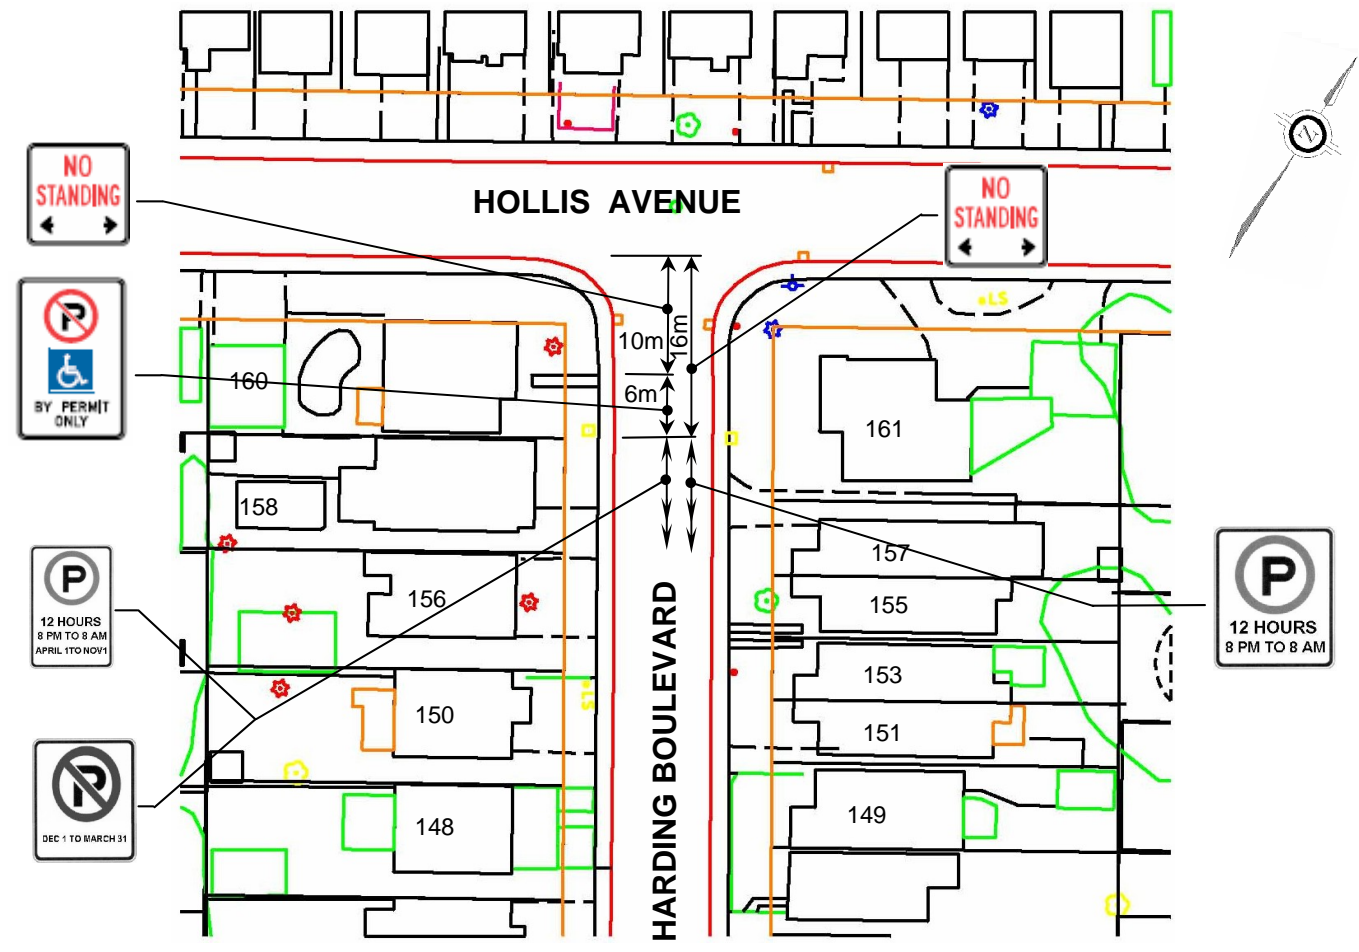 HOLLIS AVENUE
NO
STANDING
NO
STANDING
P
BY PERMIT
ONLY
10m
16m
6m
LS
160
161
158
157
156
155
153
150
151
148
149
LS
HARDING BOULEVARD
P
12 HOURS
8 PM TO 8 AM
APRIL 1TO NOV1
P
DEC 1 TO MARCH 31
P
12 HOURS
8 PM TO 8 AM
N